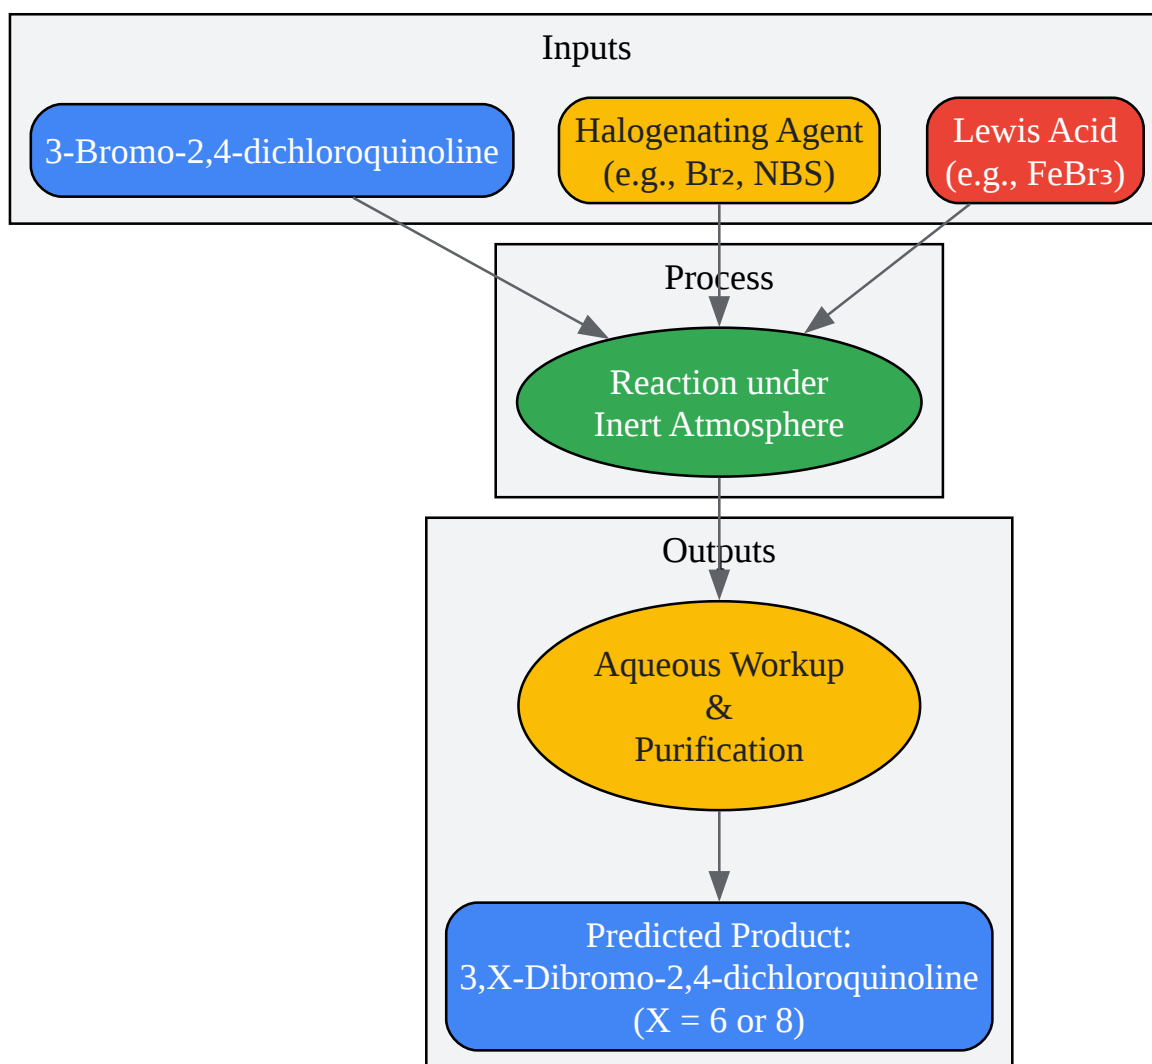 Inputs
3-Bromo-2,4-dichloroquinoline
Halogenating Agent
(e.g., Br₂, NBS)
Lewis Acid
(e.g., FeBr₃)
Process
Reaction under
Inert Atmosphere
Outputs
Aqueous Workup
&
Purification
Predicted Product:
3,X-Dibromo-2,4-dichloroquinoline
(X = 6 or 8)